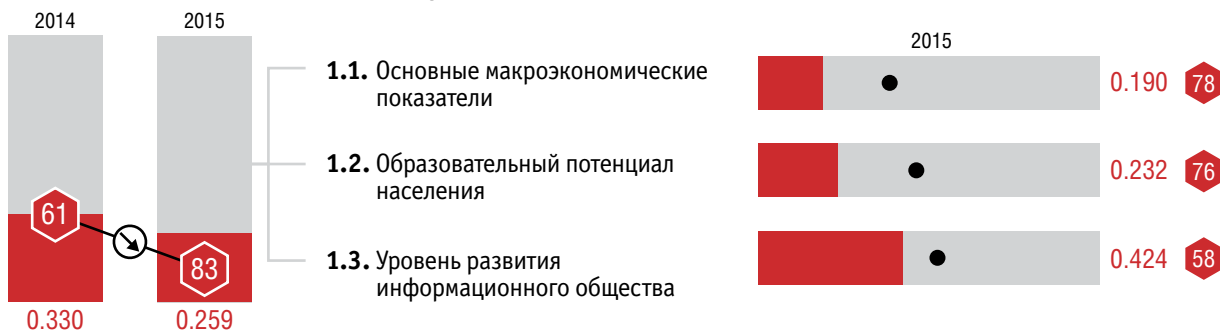 2014 2015
61
83
0.330 0.259
1.1. Основные макроэкономические
показатели
1.2. Образовательный потенциал
населения
1.3. Уровень развития
информационного общества
2015
0.190 78
0.232 76
0.424 58